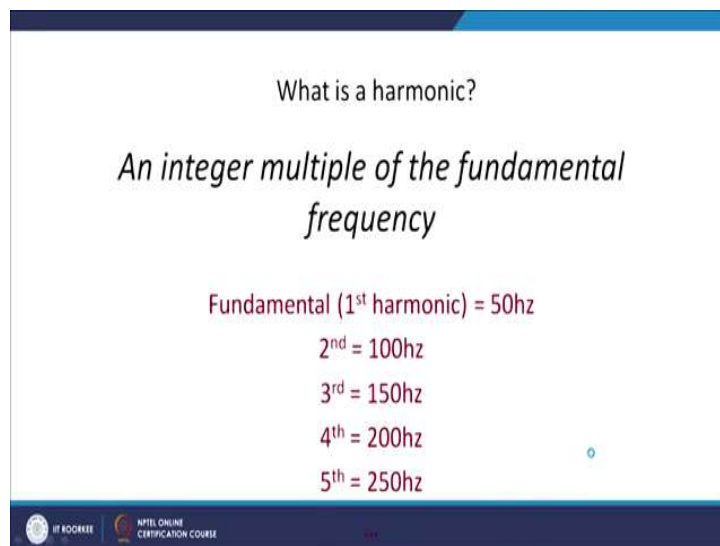 What is a harmonic?
An integer multiple of the fundamental
frequency
Fundamental (1st harmonic) = 50hz
2nd = 100hz
3rd = 150hz
4th = 200hz
5th = 250hz
IIT ROORKEE
NPTEL ONLINE
CERTIFICATION COURSE